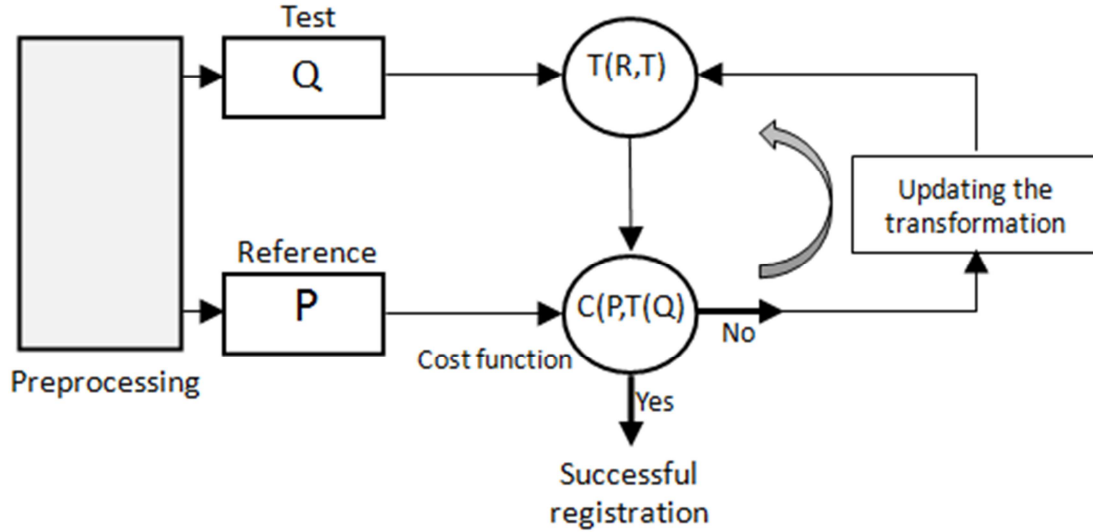 Test
Q
T(R,T)
Updating the
transformation
Reference
P
C(P,T(Q)
No
Cost function
Preprocessing
Yes
Successful
registration